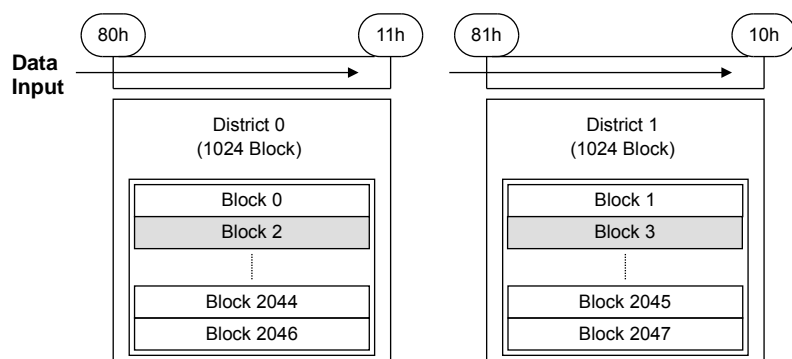 80h
11h
81h
10h
Data
Input
District 0
(1024 Block)
Block 0
Block 2
Block 2044
Block 2046
District 1
(1024 Block)
Block 1
Block 3
Block 2045
Block 2047